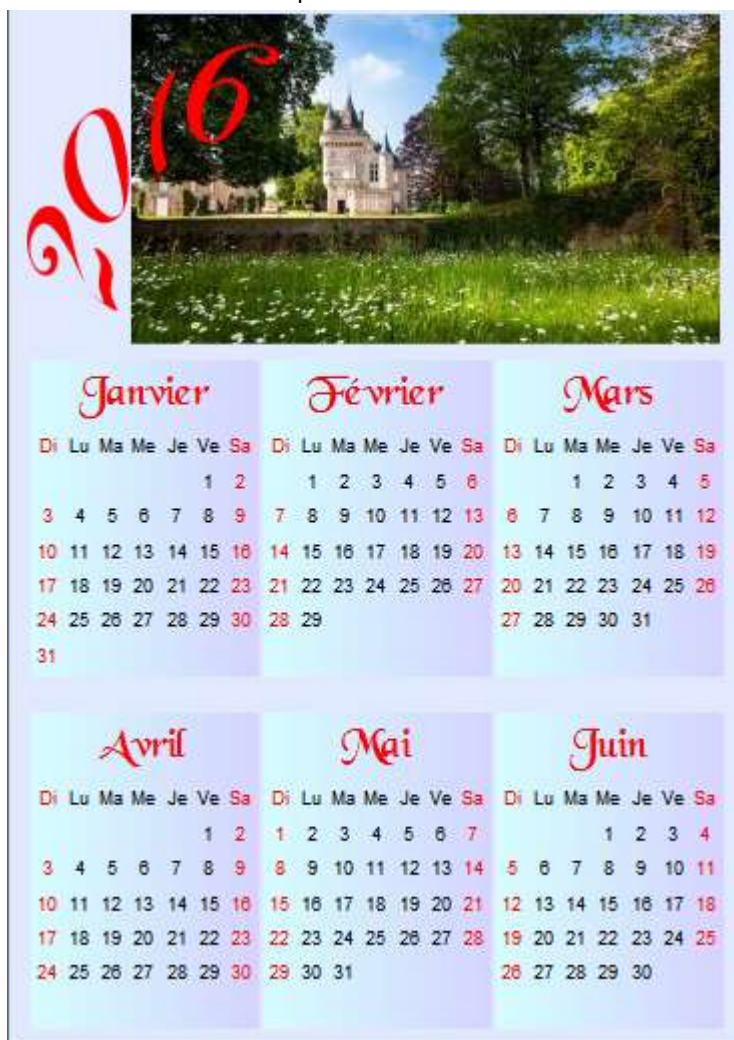 2016
Janvier Février Mars
Di Lu Ma Me Je Ve Sa Di Lu Ma Me Je Ve Sa Di Lu Ma Me Je Ve Sa
1 2 1 2 3 4 5 6 1 2 3 4 5
3 4 5 6 7 8 9 7 8 9 10 11 12 13 6 7 8 9 10 11 12
10 11 12 13 14 15 16 14 15 16 17 18 19 20 13 14 15 16 17 18 19
17 18 19 20 21 22 23 21 22 23 24 25 26 27 20 21 22 23 24 25 26
24 25 26 27 28 29 30 28 29 27 28 29 30 31
31
Avril Mai Juin
Di Lu Ma Me Je Ve Sa Di Lu Ma Me Je Ve Sa Di Lu Ma Me Je Ve Sa
1 2 1 2 3 4 5 6 7 1 2 3 4
3 4 5 6 7 8 9 8 9 10 11 12 13 14 5 6 7 8 9 10 11
10 11 12 13 14 15 16 15 16 17 18 19 20 21 12 13 14 15 16 17 18
17 18 19 20 21 22 23 22 23 24 25 26 27 28 19 20 21 22 23 24 25
24 25 26 27 28 29 30 29 30 31 26 27 28 29 30